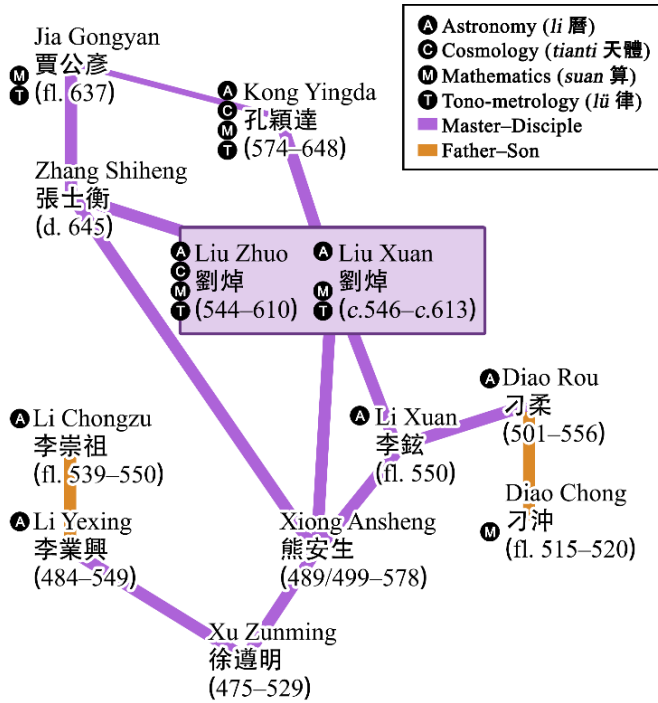 Jia Gongyan
賈公彥
(fl. 637)
M
T
Kong Yingda
孔穎達
(574–648)
A
C
M
T
A Astronomy (li 曆)
C Cosmology (tianti 天體)
M Mathematics (suan 算)
T Tono-metrology (lü 律)
Master–Disciple
Father–Son
Zhang Shiheng
張士衡
(d. 645)
A
C
M
T
Liu Zhuo
劉焯
(544–610)
A
M
T
Liu Xuan
劉焯
(c.546–c.613)
A Li Chongzu
李崇祖
(fl. 539–550)
A Li Xuan
李鉉
(fl. 550)
A Diao Rou
刁柔
(501–556)
A Li Yexing
李業興
(484–549)
Xiong Ansheng
熊安生
(489/499–578)
Diao Chong
M 刁沖
(fl. 515–520)
Xu Zunming
徐遵明
(475–529)